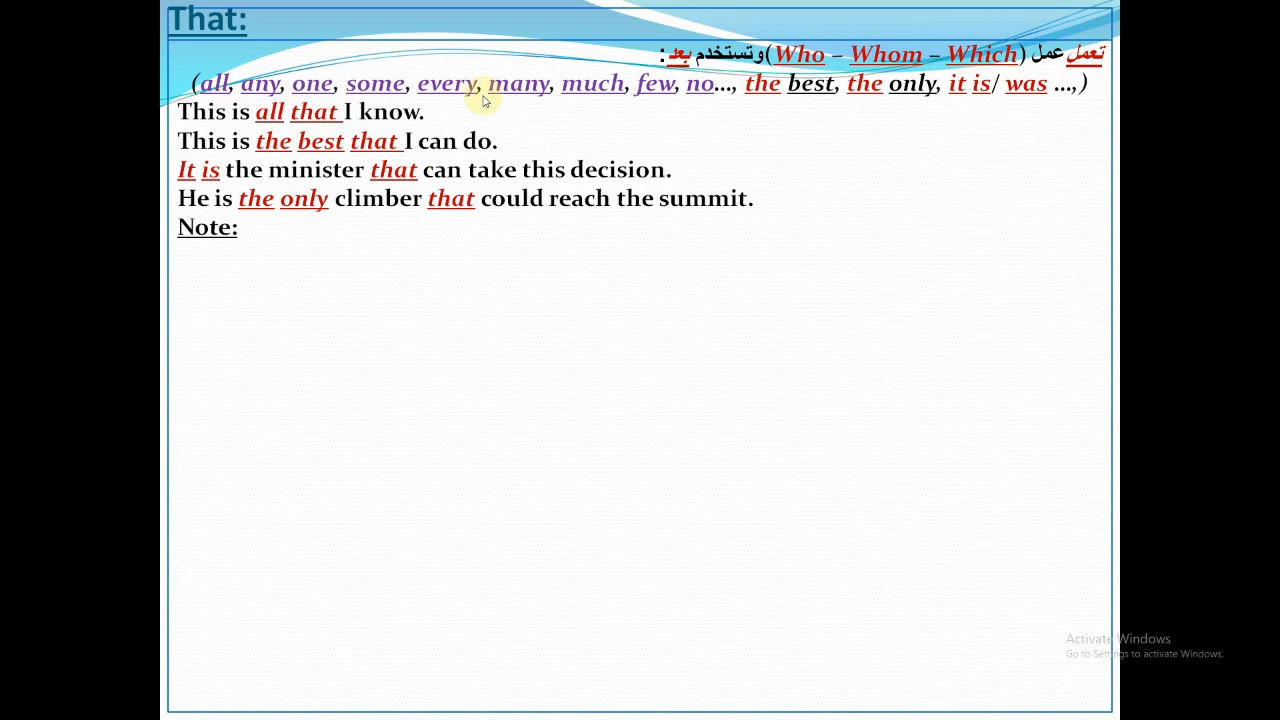 That:
تعمل عمل (Who – Whom – Which) وتستخدم بعد :
(all, any, one, some, every, many, much, few, no..., the best, the only, it is/ was ...,)
This is all that I know.
This is the best that I can do.
It is the minister that can take this decision.
He is the only climber that could reach the summit.
Note:
Activate Windows
Go to Settings to activate Windows.